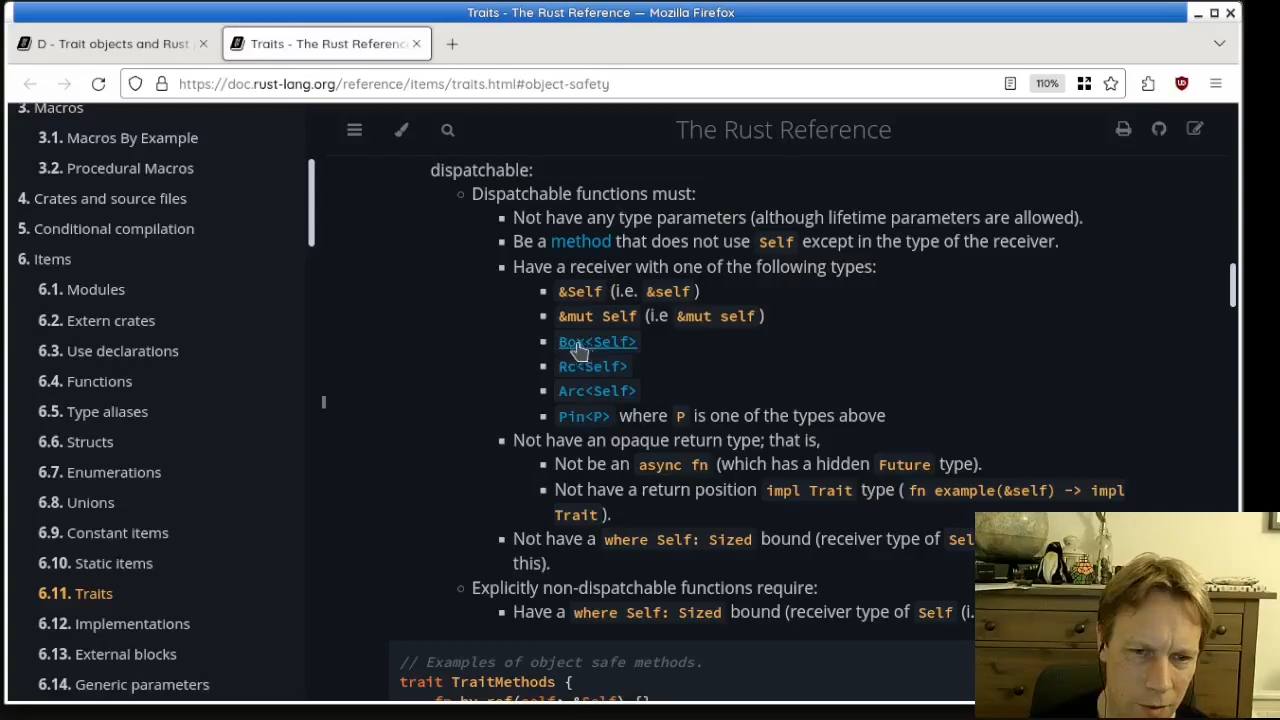 Traits - The Rust Reference — Mozilla Firefox
D - Trait objects and Rust
Traits - The Rust Reference
https://doc.rust-lang.org/reference/items/traits.html#object-safety
110%
3. Macros
3.1. Macros By Example
3.2. Procedural Macros
4. Crates and source files
5. Conditional compilation
6. Items
6.1. Modules
6.2. Extern crates
6.3. Use declarations
6.4. Functions
6.5. Type aliases
6.6. Structs
6.7. Enumerations
6.8. Unions
6.9. Constant items
6.10. Static items
6.11. Traits
6.12. Implementations
6.13. External blocks
6.14. Generic parameters
The Rust Reference
dispatchable:
Dispatchable functions must:
Not have any type parameters (although lifetime parameters are allowed).
Be a method that does not use Self except in the type of the receiver.
Have a receiver with one of the following types:
&Self (i.e. &self)
&mut Self (i.e &mut self)
Box<Self>
Rc<Self>
Arc<Self>
Pin<P> where P is one of the types above
Not have an opaque return type; that is,
Not be an async fn (which has a hidden Future type).
Not have a return position impl Trait type (fn example(&self) -> impl
Trait).
Not have a where Self: Sized bound (receiver type of Sel
this).
Explicitly non-dispatchable functions require:
Have a where Self: Sized bound (receiver type of Self (i.
// Examples of object safe methods.
trait TraitMethods {
fn by_ref(self: &Self) {}